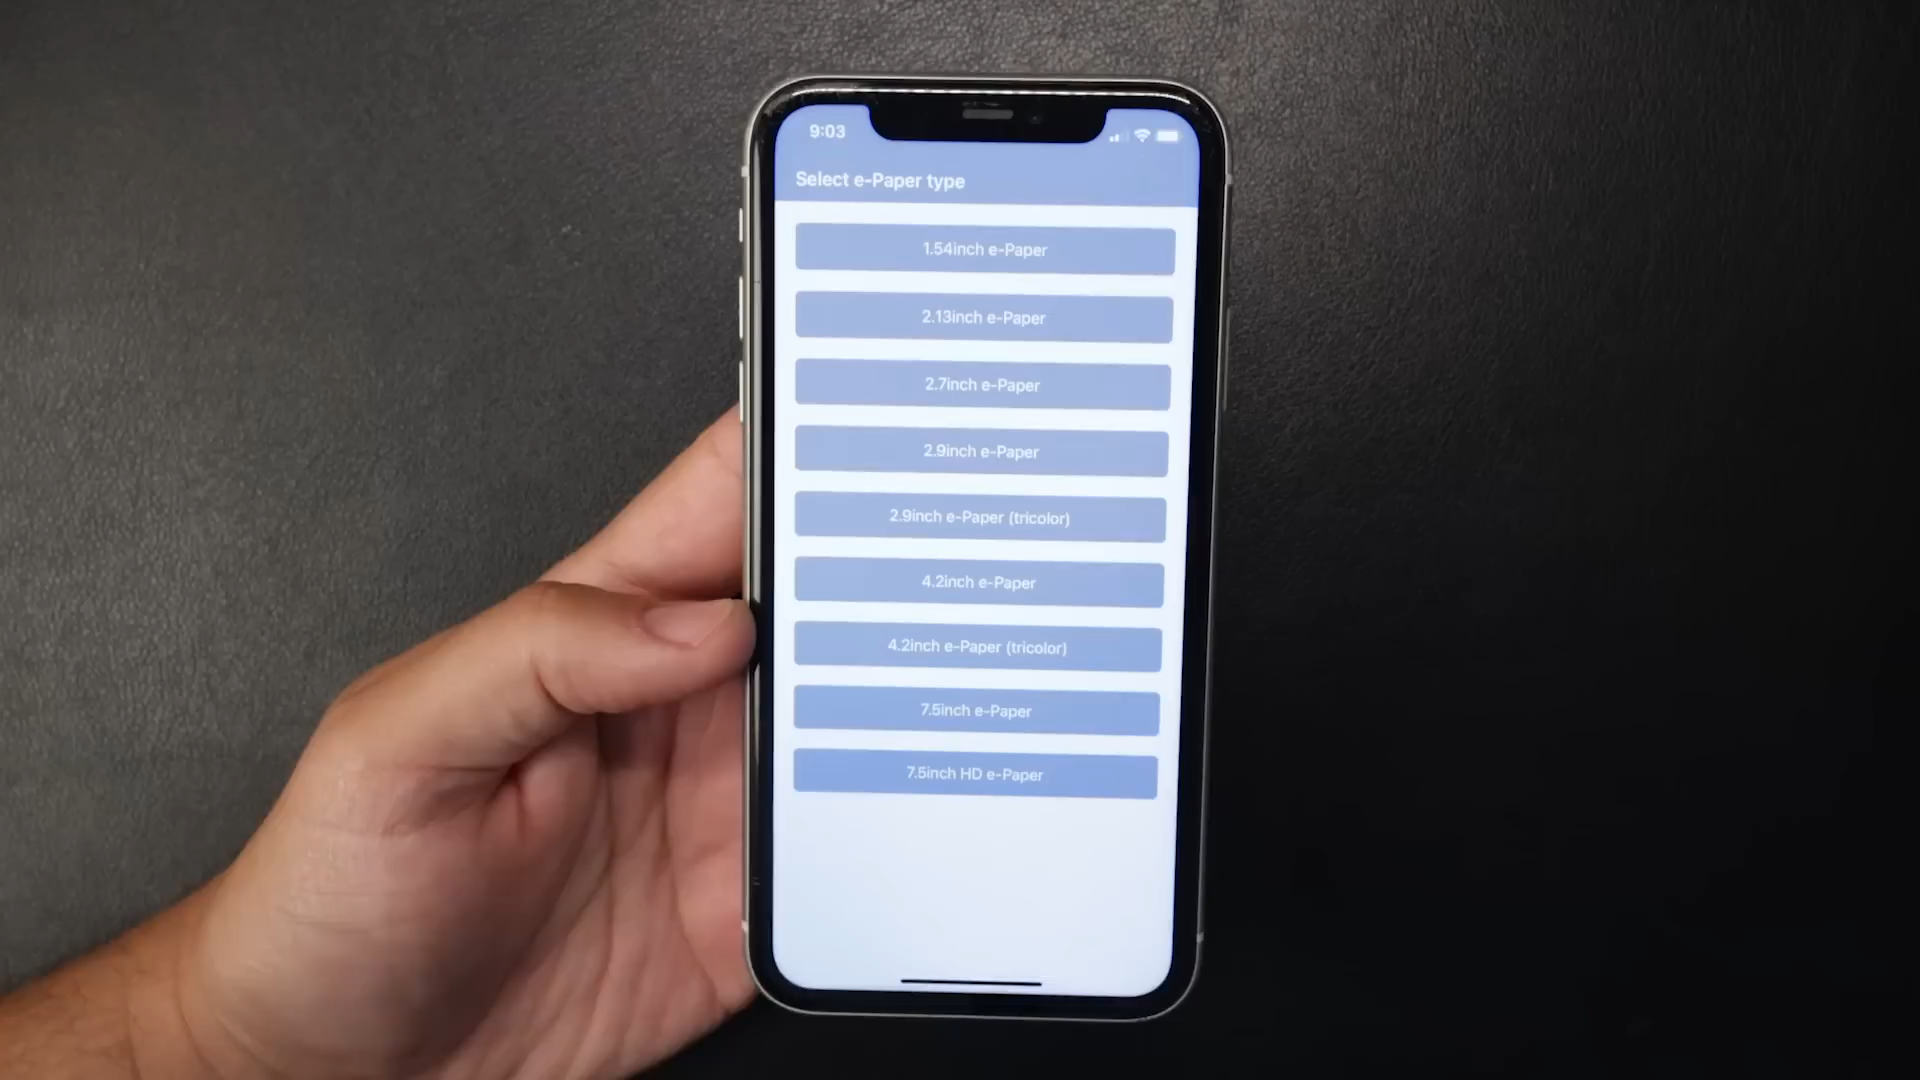 9:03
Select e-Paper type
1.54inch e-Paper
2.13inch e-Paper
2.7inch e-Paper
2.9inch e-Paper
2.9inch e-Paper (tricolor)
4.2inch e-Paper
4.2inch e-Paper (tricolor)
7.5inch e-Paper
7.5inch HD e-Paper